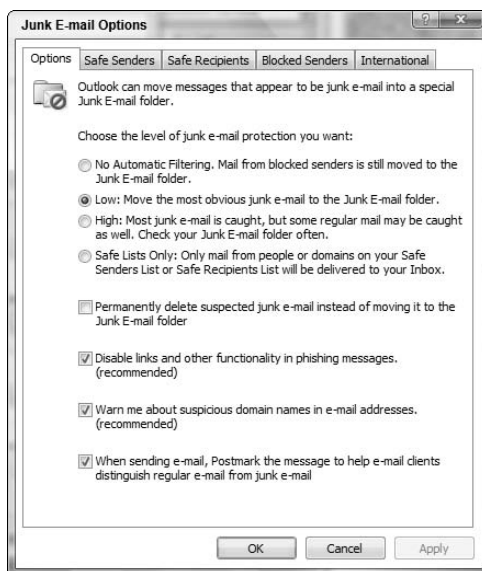 Junk E-mail Options
Options Safe Senders Safe Recipients Blocked Senders International
Outlook can move messages that appear to be junk e-mail into a special
Junk E-mail folder.
Choose the level of junk e-mail protection you want:
No Automatic Filtering. Mail from blocked senders is still moved to the
Junk E-mail folder.
Low: Move the most obvious junk e-mail to the Junk E-mail folder.
High: Most junk e-mail is caught, but some regular mail may be caught
as well. Check your Junk E-mail folder often.
Safe Lists Only: Only mail from people or domains on your Safe
Senders List or Safe Recipients List will be delivered to your Inbox.
Permanently delete suspected junk e-mail instead of moving it to the
Junk E-mail folder
Disable links and other functionality in phishing messages.
(recommended)
Warn me about suspicious domain names in e-mail addresses.
(recommended)
When sending e-mail, Postmark the message to help e-mail clients
distinguish regular e-mail from junk e-mail
OK Cancel Apply